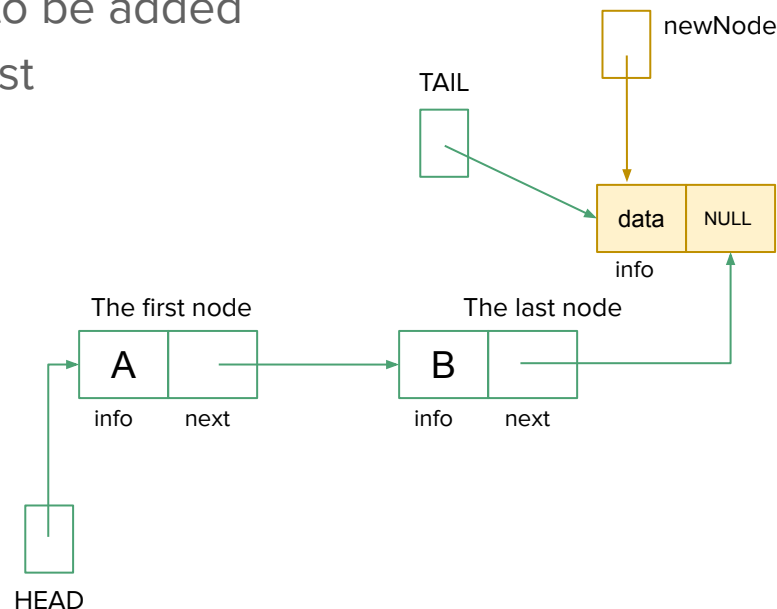 to be added
st
newNode
TAIL
data NULL
info
The first node The last node
A B
info next info next
HEAD